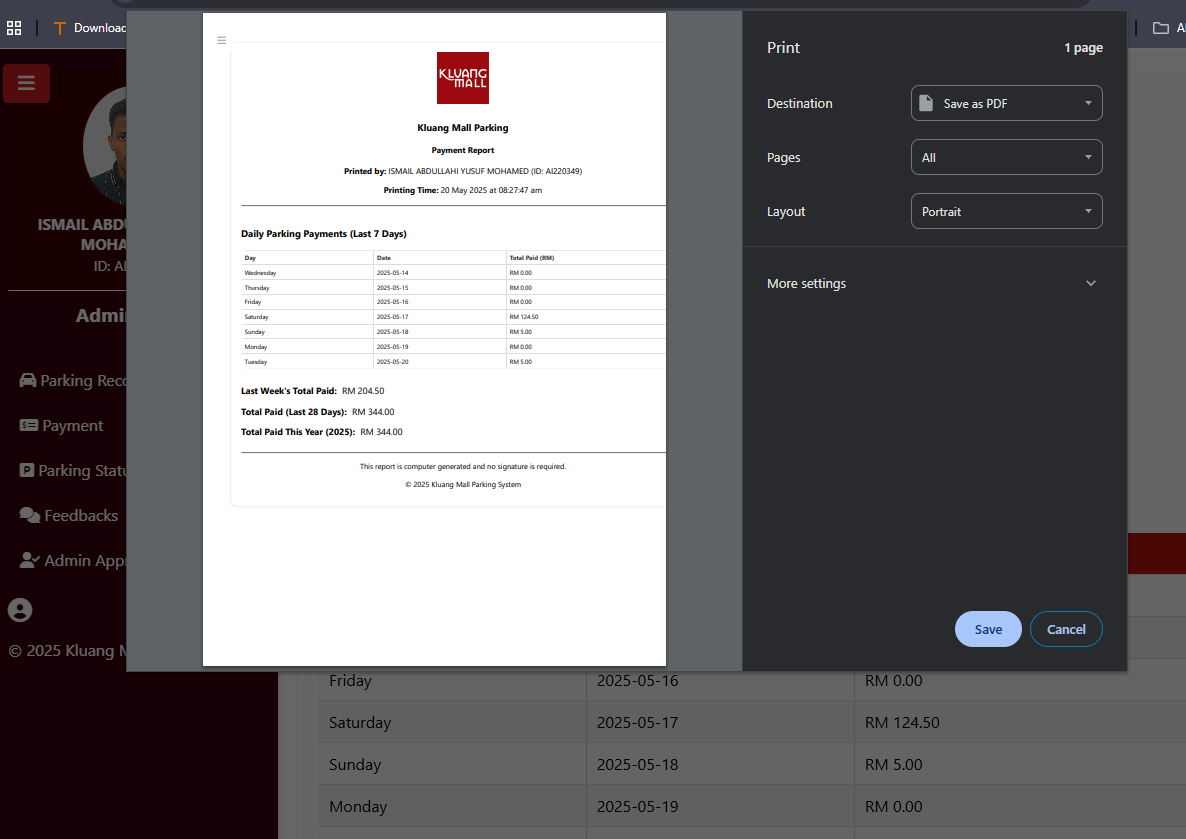 Download
ISMAIL ABD
MOHA
ID: AI
Admi
Parking Reco
Payment
Parking Statu
Feedbacks
Admin Appr
© 2025 Kluang M
KLUANG
MALL
Kluang Mall Parking
Payment Report
Printed by: ISMAIL ABDULLAHI YUSUF MOHAMED (ID: AI220349)
Printing Time: 20 May 2025 at 08:27:47 am
Daily Parking Payments (Last 7 Days)
Day Date Total Paid (RM)
Wednesday 2025-05-14 RM 0.00
Thursday 2025-05-15 RM 0.00
Friday 2025-05-16 RM 0.00
Saturday 2025-05-17 RM 124.50
Sunday 2025-05-18 RM 5.00
Monday 2025-05-19 RM 0.00
Tuesday 2025-05-20 RM 5.00
Last Week's Total Paid: RM 204.50
Total Paid (Last 28 Days): RM 344.00
Total Paid This Year (2025): RM 344.00
This report is computer generated and no signature is required.
© 2025 Kluang Mall Parking System
Print 1 page
Destination Save as PDF
Pages All
Layout Portrait
More settings
Save Cancel
Al
Friday 2025-05-16 RM 0.00
Saturday 2025-05-17 RM 124.50
Sunday 2025-05-18 RM 5.00
Monday 2025-05-19 RM 0.00